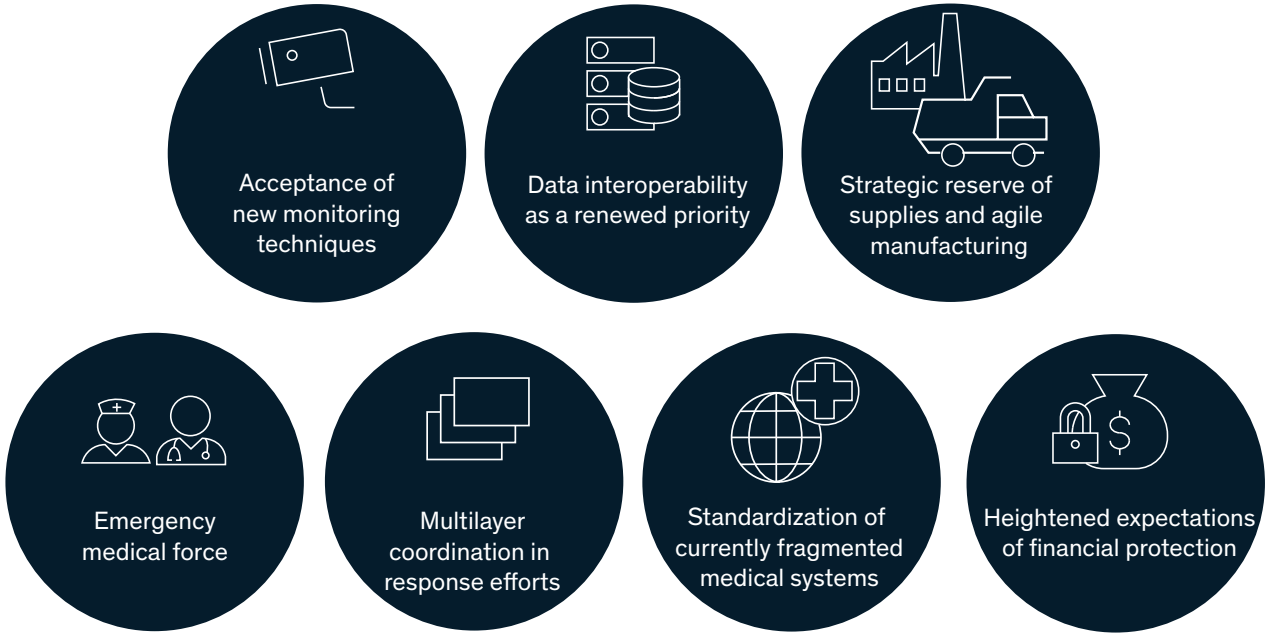 Acceptance of
new monitoring
techniques
Data interoperability
as a renewed priority
Strategic reserve of
supplies and agile
manufacturing
Emergency
medical force
Multilayer
coordination in
response efforts
Standardization of
currently fragmented
medical systems
Heightened expectations
of financial protection
$